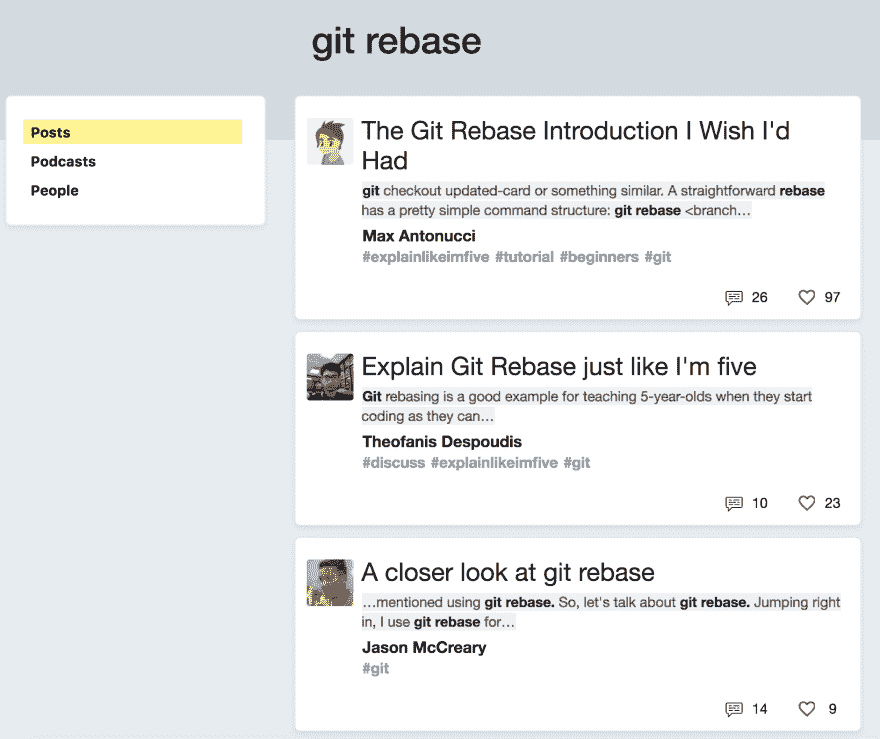 git rebase
Posts
Podcasts
People
The Git Rebase Introduction I Wish I'd
Had
git checkout updated-card or something similar. A straightforward rebase
has a pretty simple command structure: git rebase <branch…
Max Antonucci
#explainlikeimfive #tutorial #beginners #git
26 97
Explain Git Rebase just like I'm five
Git rebasing is a good example for teaching 5-year-olds when they start
coding as they can…
Theofanis Despoudis
#discuss #explainlikeimfive #git
10 23
A closer look at git rebase
…mentioned using git rebase. So, let's talk about git rebase. Jumping right
in, I use git rebase for…
Jason McCreary
#git
14 9